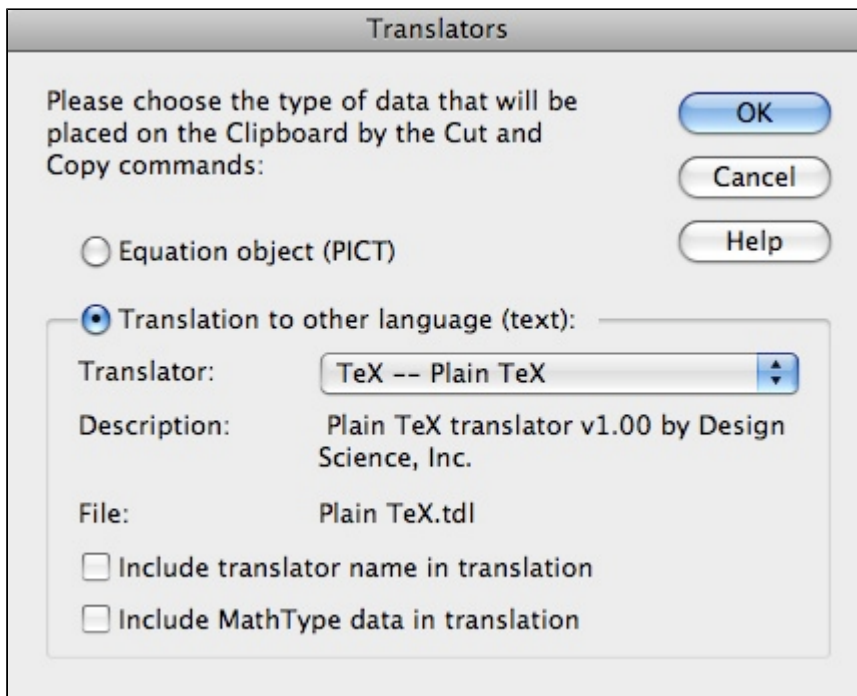 Translators
Please choose the type of data that will be
placed on the Clipboard by the Cut and
Copy commands:
OK
Cancel
Help
Equation object (PICT)
Translation to other language (text):
Translator:
TeX -- Plain TeX
Description:
Plain TeX translator v1.00 by Design
Science, Inc.
File:
Plain TeX.tdl
Include translator name in translation
Include MathType data in translation